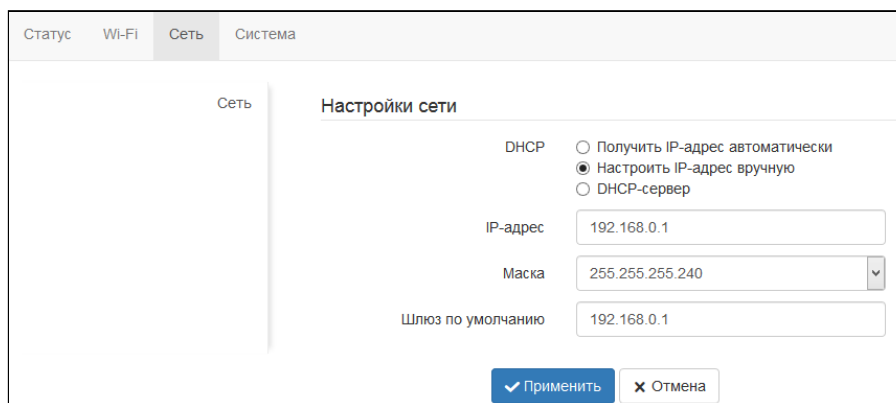 Статус Wi-Fi Сеть Система
Сеть
Настройки сети
DHCP
Получить IP-адрес автоматически
Настроить IP-адрес вручную
DHCP-сервер
IP-адрес 192.168.0.1
Маска 255.255.255.240
Шлюз по умолчанию 192.168.0.1
Применить Отмена